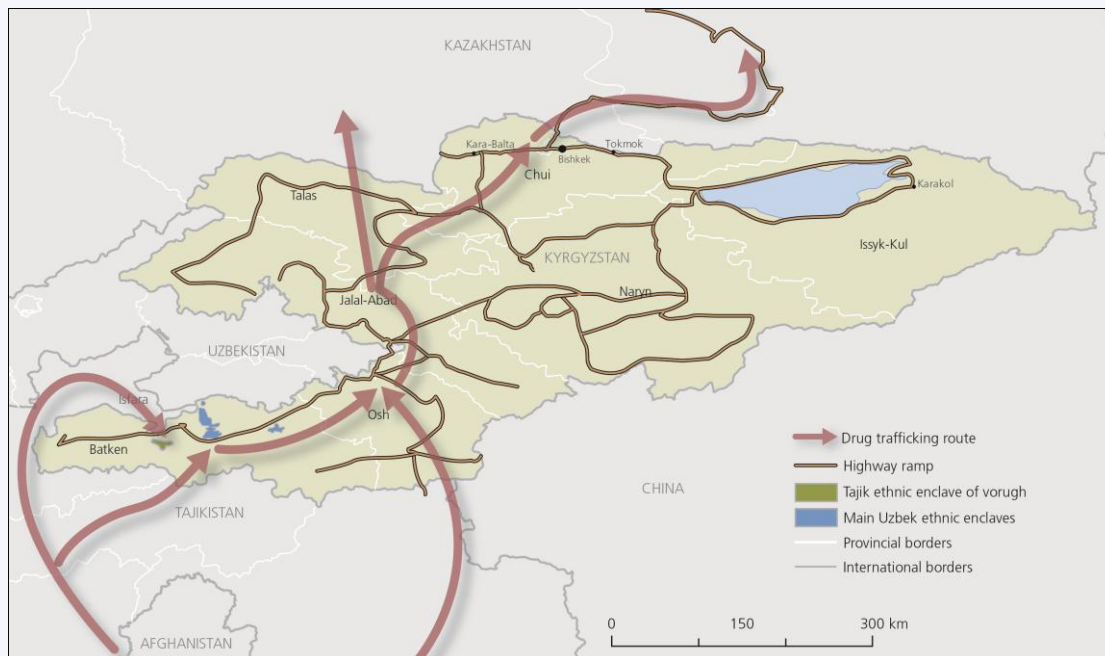 KAZAKHSTAN
Kara-Balta
Bishkek
Tokmok
Chui
Talas
Karakol
Issyk-Kul
KYRGYZSTAN
Naryn
Jalal-Abad
UZBEKISTAN
Isfara
Osh
Batken
TAJIKISTAN
CHINA
AFGHANISTAN
Drug trafficking route
Highway ramp
Tajik ethnic enclave of vorugh
Main Uzbek ethnic enclaves
Provincial borders
International borders
0 150 300 km